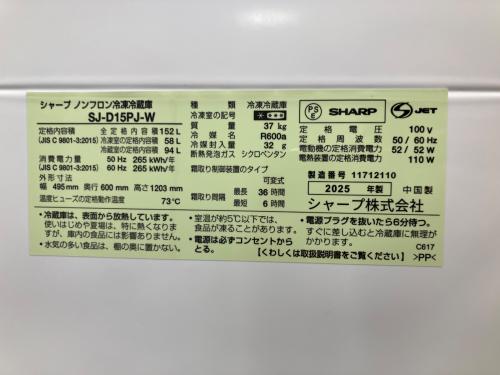 シャープ ノンフロン冷凍冷蔵庫
SJ-D15PJ-W
定格内容積 全定格内容積 152 L
(JIS C 9801-3:2015) 冷凍室の定格内容積 58 L
冷蔵室の定格内容積 94 L
消費電力量 50 Hz 265 kWh/年
(JIS C 9801-3:2015) 60 Hz 265 kWh/年
外形寸法
幅 495mm 奥行 600 mm 高さ 1203 mm
温度ヒューズの定格動作温度 73℃
種類 冷凍冷蔵庫
冷凍室の記号
質量 37 kg
冷媒名 R600a
冷媒封入量 32 g
断熱発泡ガス シクロペンタン
霜取り制御装置のタイプ
可変式
霜取り間隔 最長 36 時間
最短 6 時間
PS
E
SHARP
JET
定格電圧 100 V
定格周波数 50 / 60 Hz
電動機の定格消費電力 52 / 52 W
電熱装置の定格消費電力 110 W
製造番号 11712110
2025 年製 中国製
シャープ株式会社
•冷蔵庫は、表面から放熱しています。
使いはじめや夏場は、特に熱くなりま
すが、庫内の食品には影響ありません。
•水気の多い食品は、棚の奥に置かない。
•室温が約5℃以下では、
食品が凍ることがあります。
•電源は必ずコンセントから
とる。
•電源プラグを抜いたら6分待つ。
すぐに差し込むと冷蔵庫に無理が
かかります。
C617
【くわしくは取扱説明書をご覧ください】
>PP<